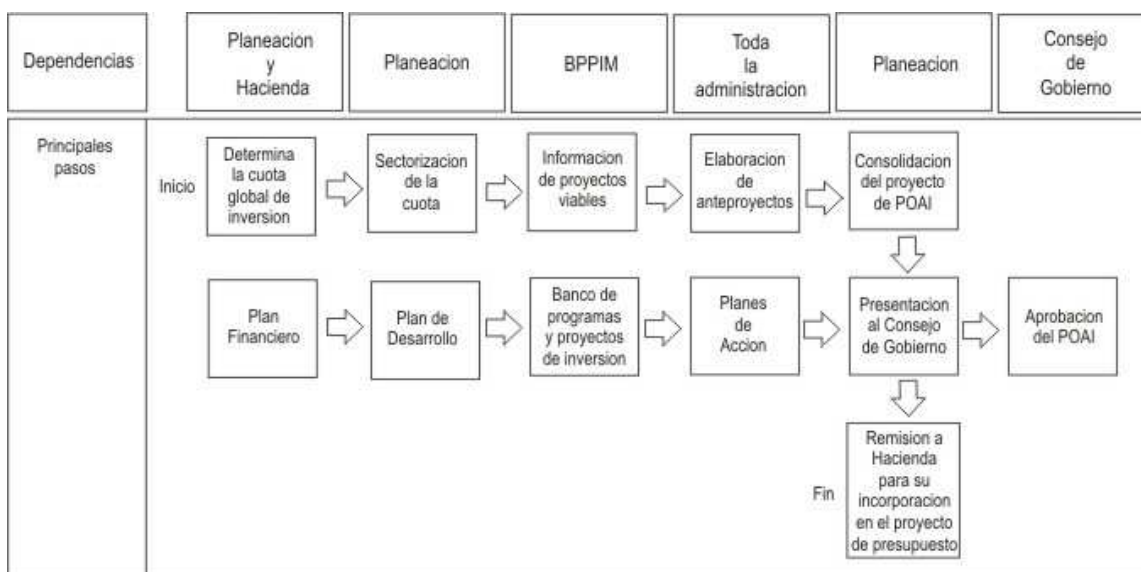 Dependencias
Planeacion
y
Hacienda
Planeacion
BPPIM
Toda
la
administracion
Planeacion
Consejo
de
Gobierno
Principales
pasos
Inicio
Determina
la cuota
global de
inversion
Sectorizacion
de la
cuota
Informacion
de proyectos
viables
Elaboracion
de
anteproyectos
Consolidacion
del proyecto
de POAI
Plan
Financiero
Plan de
Desarrollo
Banco de
programas
y proyectos
de inversion
Planes
de
Accion
Presentacion
al Consejo
de Gobierno
Aprobacion
del POAI
Fin
Remision a
Hacienda
para su
incorporacion
en el proyecto
de presupuesto